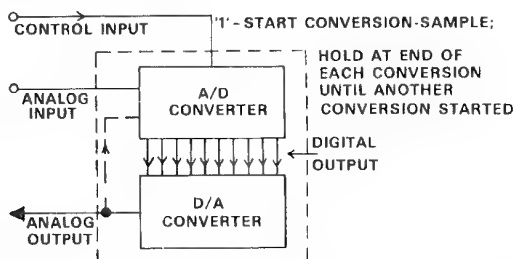 CONTROL INPUT
'1'-START CONVERSION-SAMPLE;
HOLD AT END OF
EACH CONVERSION
UNTIL ANOTHER
CONVERSION STARTED
ANALOG
INPUT
A/D
CONVERTER
DIGITAL
OUTPUT
D/A
CONVERTER
ANALOG
OUTPUT